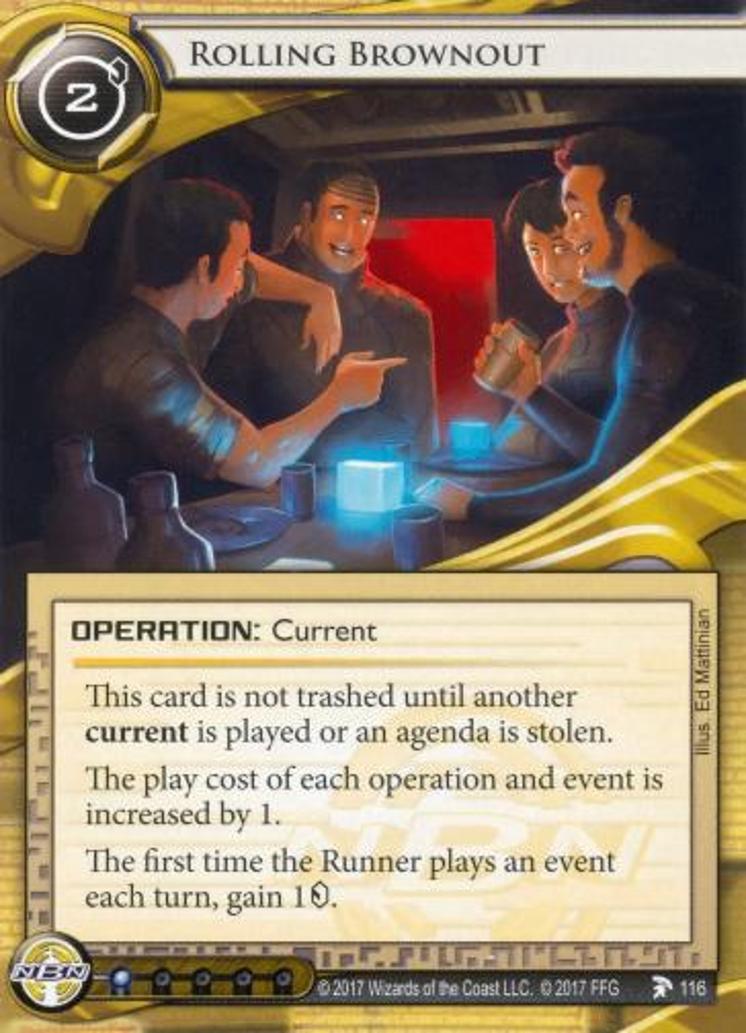 2
ROLLING BROWNOUT
OPERATION: Current
This card is not trashed until another
current is played or an agenda is stolen.
The play cost of each operation and event is
increased by 1.
The first time the Runner plays an event
each turn, gain 1.
Illus. Ed Mattinian
NBN
NBN
© 2017 Wizards of the Coast LLC. © 2017 FFG
116